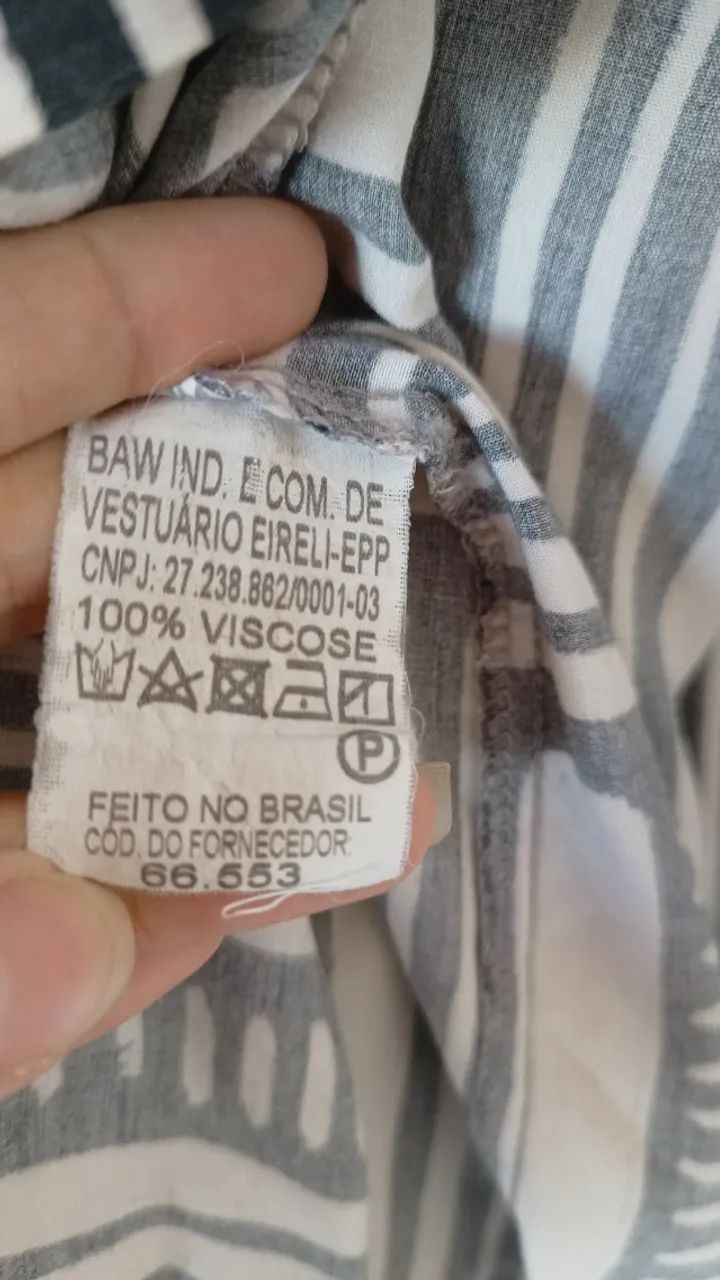 BAW IND. E COM. DE
VESTUÁRIO EIRELI-EPP
CNPJ: 27.238.862/0001-03
100% VISCOSE
P
FEITO NO BRASIL
CÓD. DO FORNECEDOR:
66.553